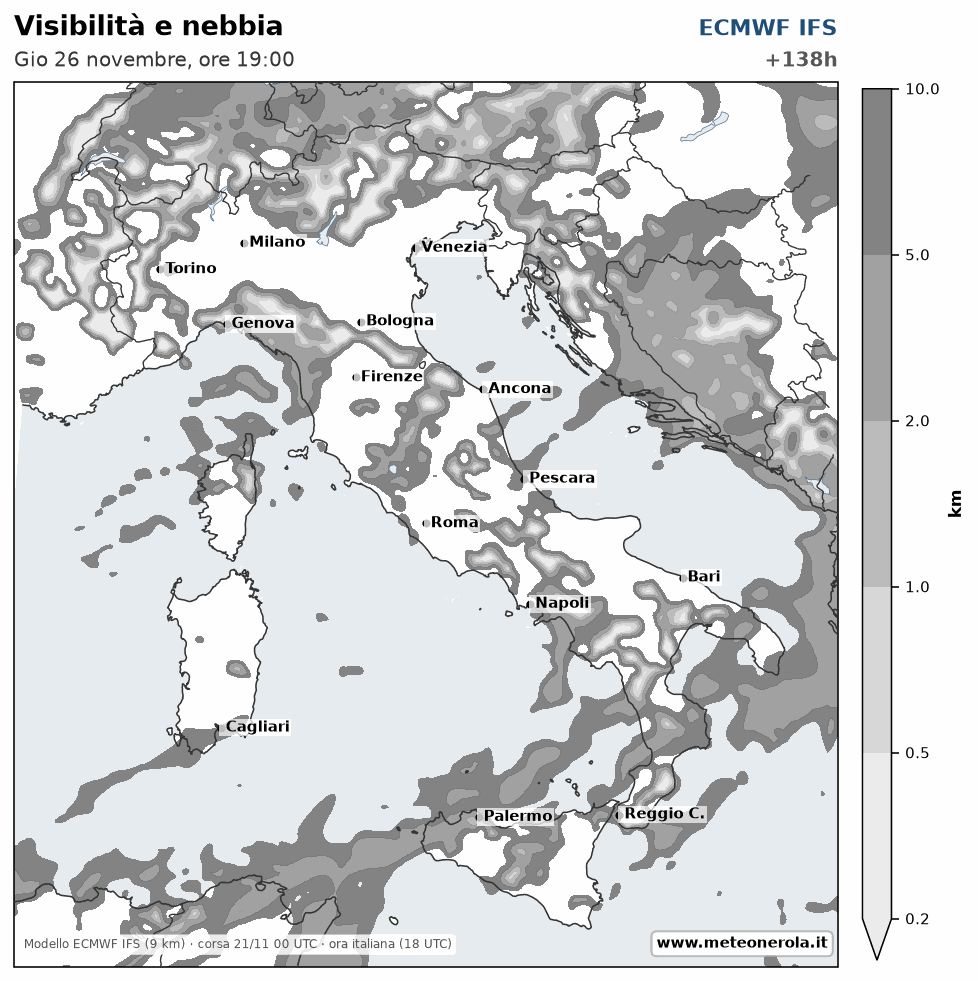 Visibilità e nebbia
ECMWF IFS
Gio 26 novembre, ore 19:00
+138h
10.0
5.0
2.0
1.0
0.5
0.2
km
Milano
Venezia
Torino
Genova
Bologna
Firenze
Ancona
Pescara
Roma
Bari
Napoli
Cagliari
Palermo
Reggio C.
Modello ECMWF IFS (9 km) · corsa 21/11 00 UTC · ora italiana (18 UTC)
www.meteonerola.it